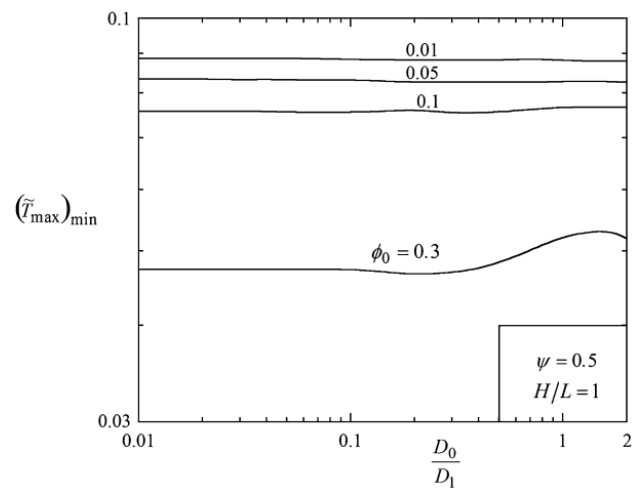 0.1
0.01
0.05
0.1
(T̃max)min
ϕ0 = 0.3
ψ = 0.5
H/L = 1
0.03
0.01
0.1
1
2
D0
D1